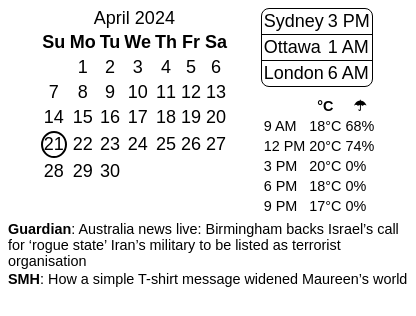 April 2024
Su Mo Tu We Th Fr Sa
1 2 3 4 5 6
7 8 9 10 11 12 13
14 15 16 17 18 19 20
21 22 23 24 25 26 27
28 29 30
Sydney 3 PM
Ottawa 1 AM
London 6 AM
°C ☂
9 AM 18°C 68%
12 PM 20°C 74%
3 PM 20°C 0%
6 PM 18°C 0%
9 PM 17°C 0%
Guardian: Australia news live: Birmingham backs Israel’s call
for ‘rogue state’ Iran’s military to be listed as terrorist
organisation
SMH: How a simple T-shirt message widened Maureen’s world